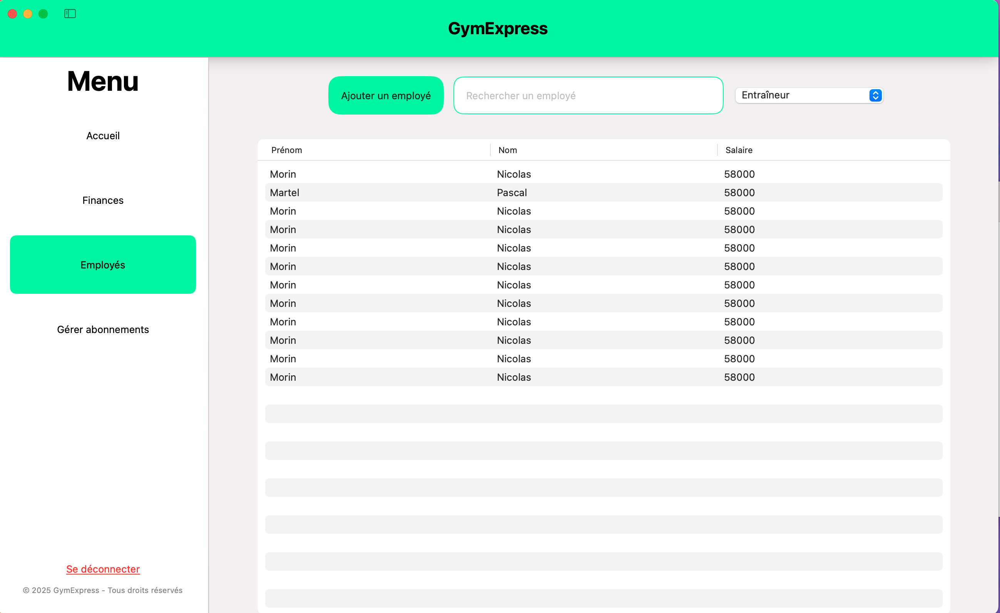 GymExpress
Menu
Accueil
Finances
Employés
Gérer abonnements
Se déconnecter
© 2025 GymExpress - Tous droits réservés
Ajouter un employé Rechercher un employé Entraîneur
Prénom Nom Salaire
Morin Nicolas 58000
Martel Pascal 58000
Morin Nicolas 58000
Morin Nicolas 58000
Morin Nicolas 58000
Morin Nicolas 58000
Morin Nicolas 58000
Morin Nicolas 58000
Morin Nicolas 58000
Morin Nicolas 58000
Morin Nicolas 58000
Morin Nicolas 58000